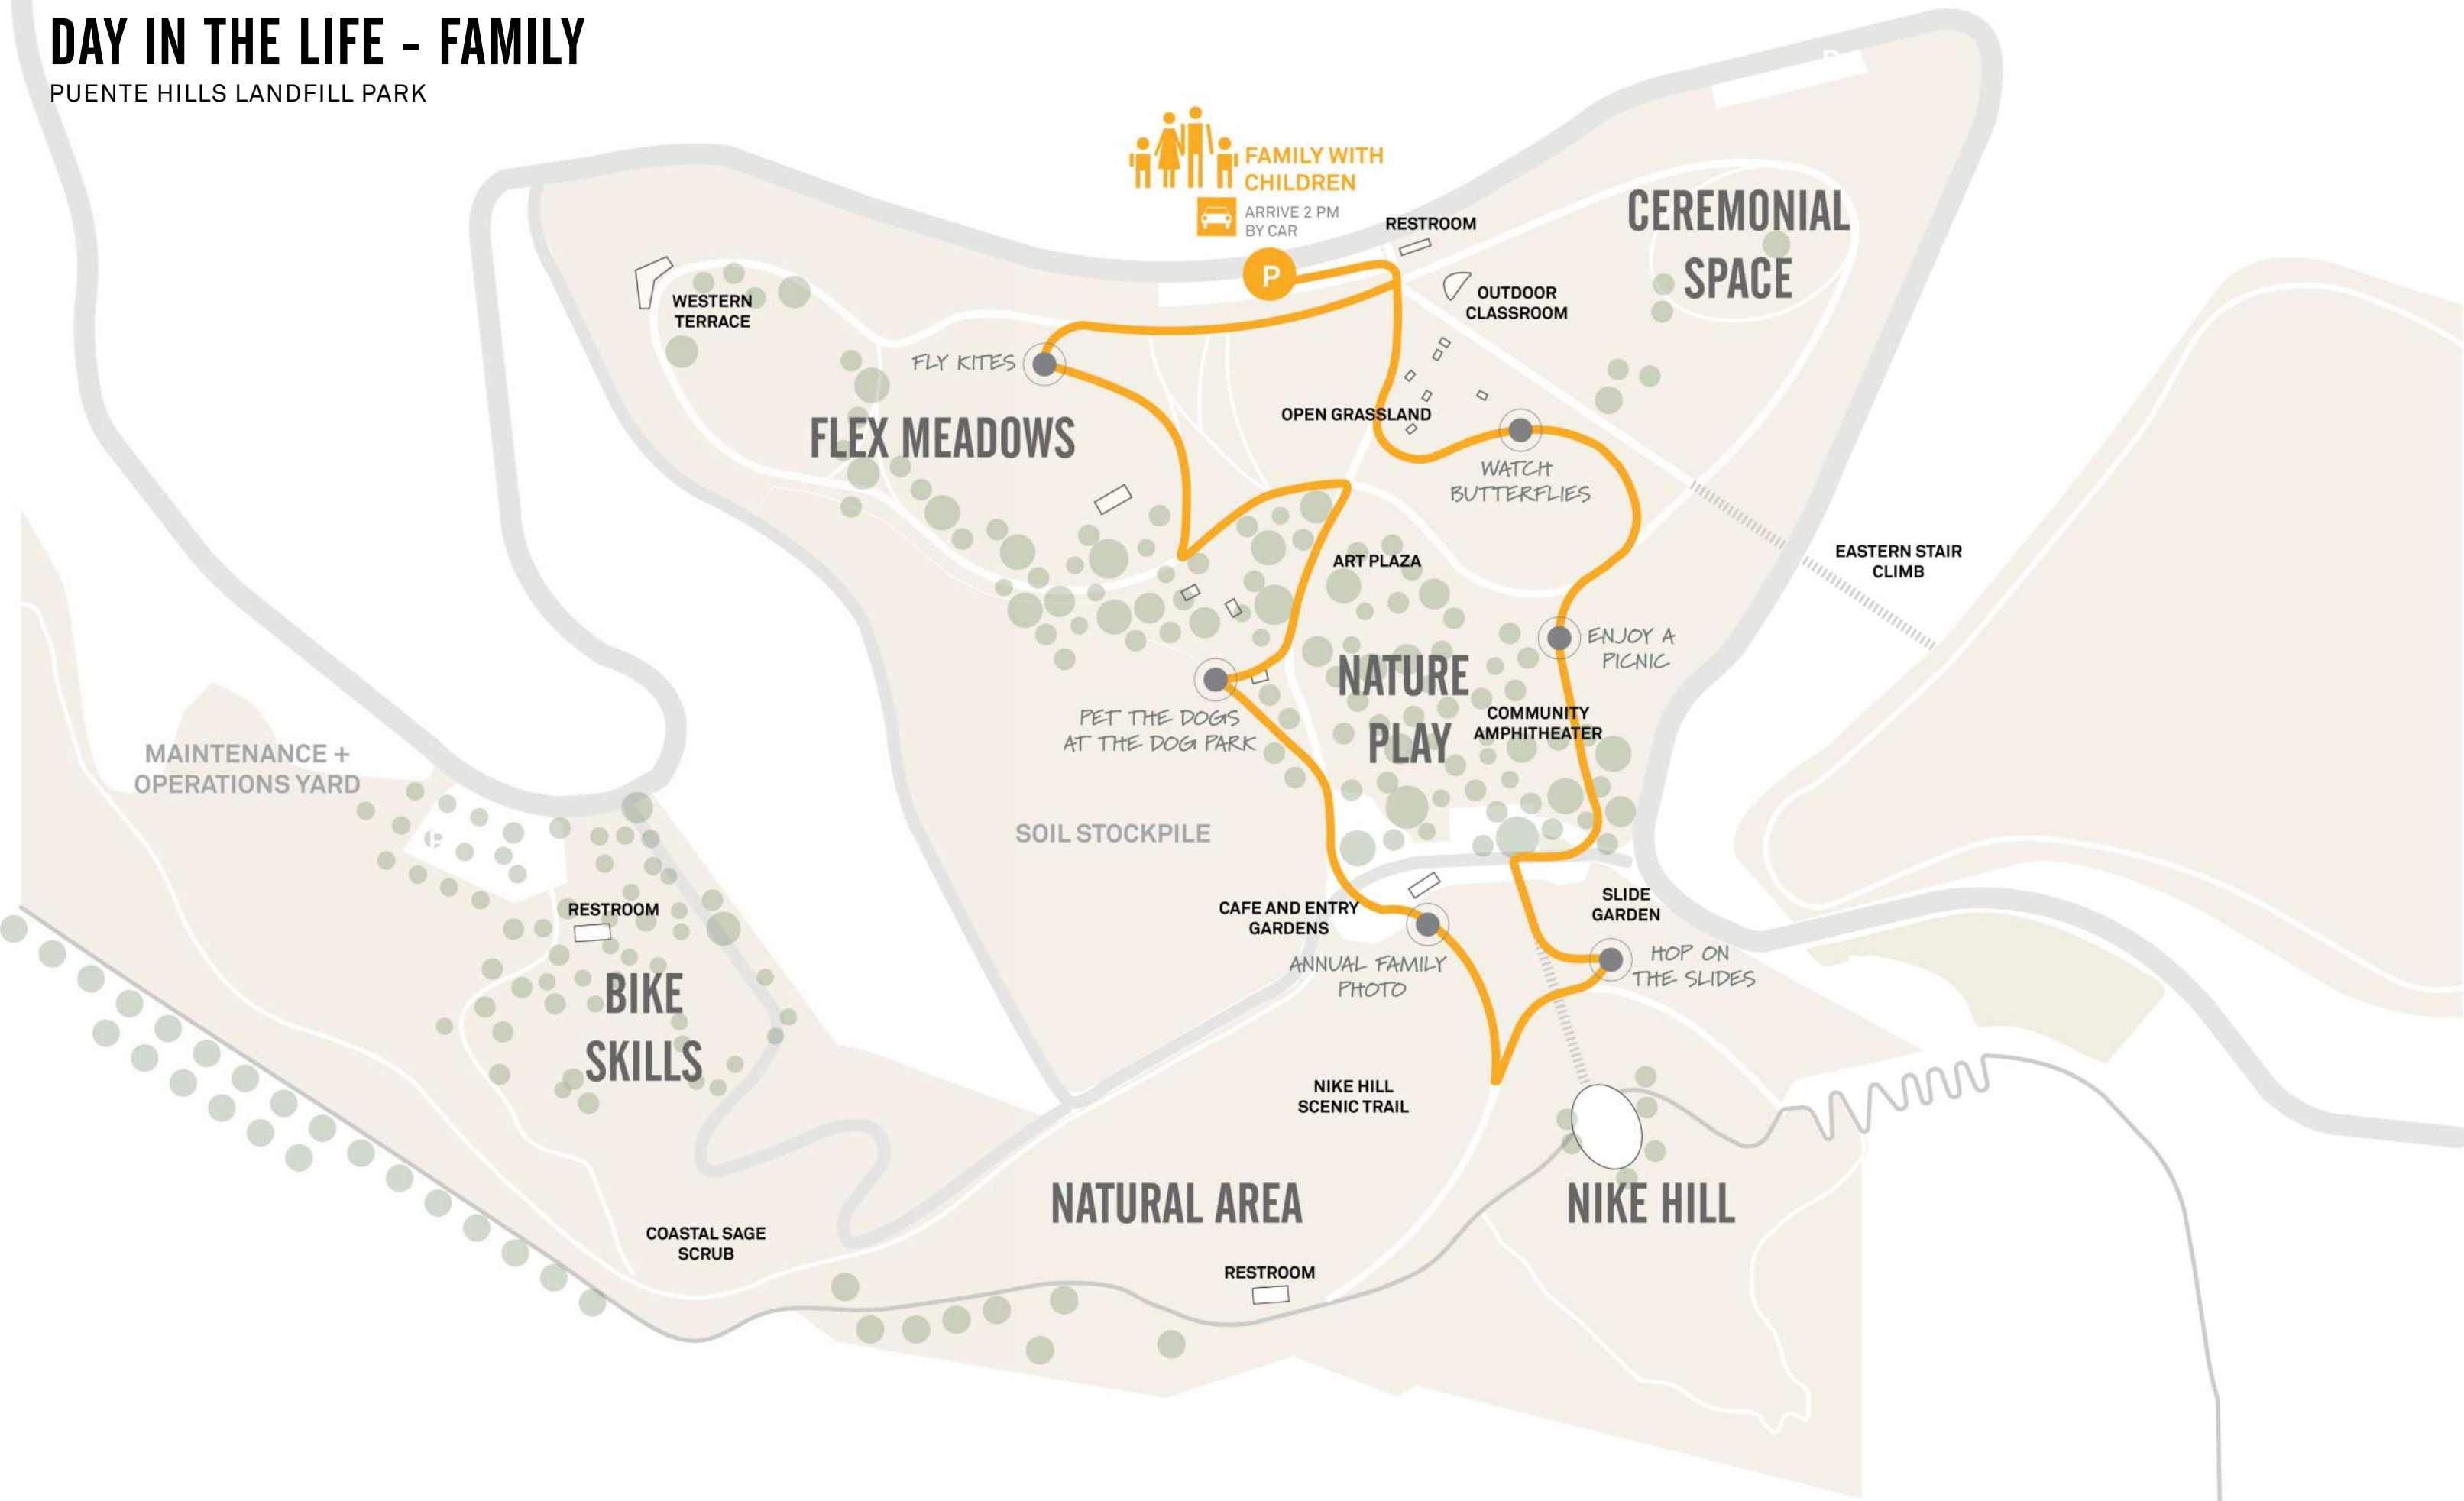 DAY IN THE LIFE - FAMILY
PUENTE HILLS LANDFILL PARK
FAMILY WITH
CHILDREN
ARRIVE 2 PM
BY CAR
P
RESTROOM
CEREMONIAL
SPACE
OUTDOOR
CLASSROOM
WESTERN
TERRACE
FLY KITES
FLEX MEADOWS
OPEN GRASSLAND
WATCH
BUTTERFLIES
EASTERN STAIR
CLIMB
ART PLAZA
ENJOY A
PICNIC
NATURE
PLAY
COMMUNITY
AMPHITHEATER
PET THE DOGS
AT THE DOG PARK
MAINTENANCE +
OPERATIONS YARD
SOIL STOCKPILE
RESTROOM
BIKE
SKILLS
CAFE AND ENTRY
GARDENS
ANNUAL FAMILY
PHOTO
SLIDE
GARDEN
HOP ON
THE SLIDES
NIKE HILL
SCENIC TRAIL
NATURAL AREA
NIKE HILL
COASTAL SAGE
SCRUB
RESTROOM